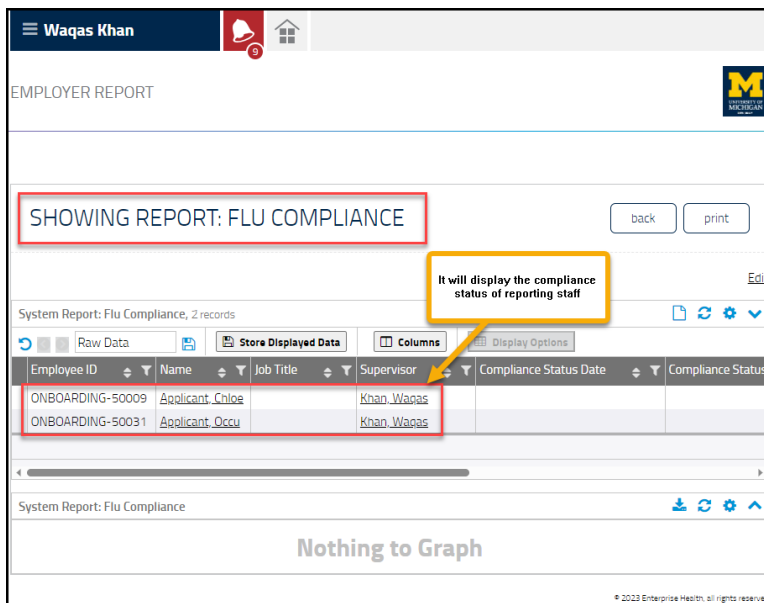 Waqas Khan
9
EMPLOYER REPORT
M
UNIVERSITY OF
MICHIGAN
SHOWING REPORT: FLU COMPLIANCE
back
print
It will display the compliance
status of reporting staff
Edi
System Report: Flu Compliance, 2 records
Raw Data
Store Displayed Data
Columns
Display Options
Employee ID Name Job Title Supervisor Compliance Status Date Compliance Status
ONBOARDING-50009 Applicant, Chloe Khan, Waqas
ONBOARDING-50031 Applicant, Occu Khan, Waqas
System Report: Flu Compliance
Nothing to Graph
© 2023 Enterprise Health, all rights reserve